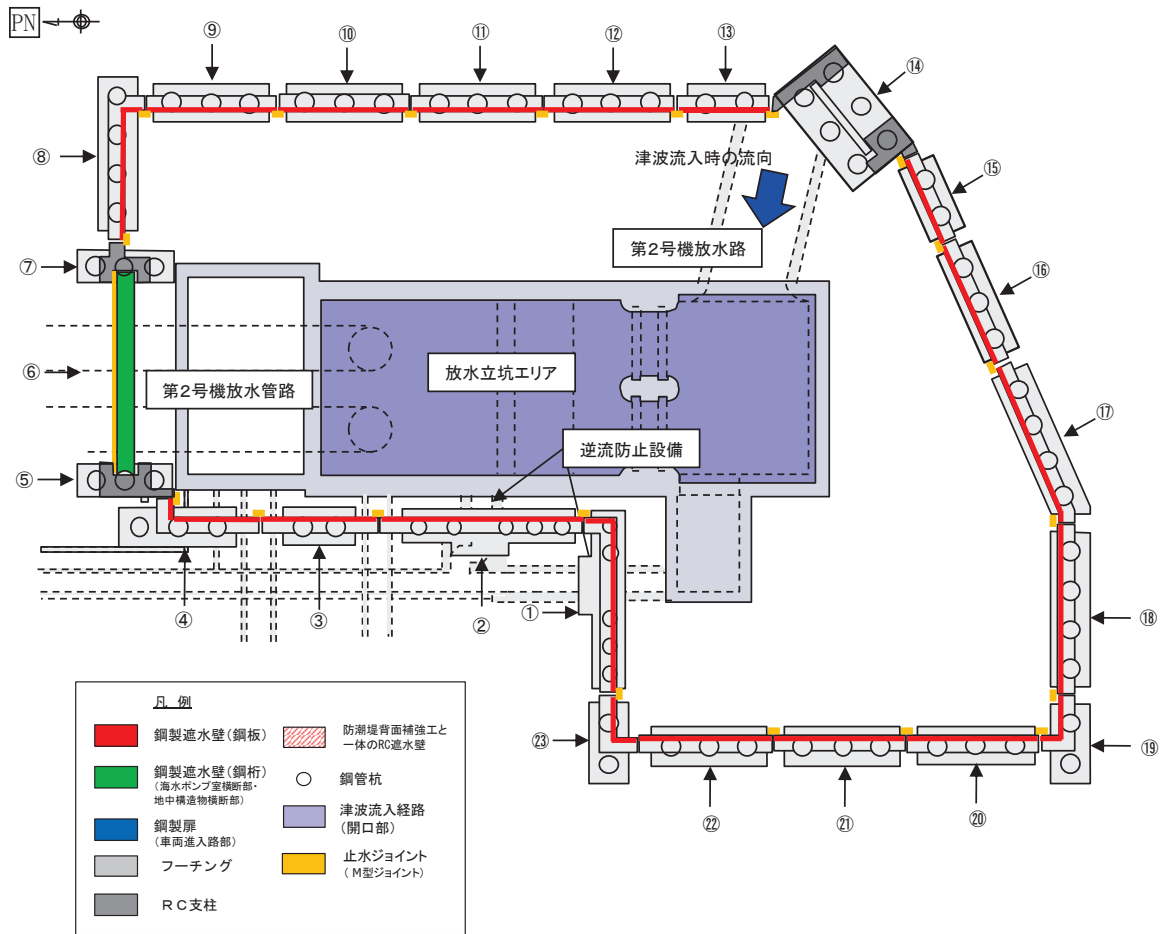 PN
⑨
⑩
⑪
⑫
⑬
⑭
⑧
津波流入時の流向
⑮
第2号機放水路
⑦
⑯
⑥
第2号機放水管路
放水立坑エリア
⑰
逆流防止設備
⑤
④
③
②
①
⑱
凡 例
鋼製遮水壁(鋼板)
防潮堤背面補強工と
一体のRC遮水壁
鋼製遮水壁(鋼桁)
(海水ポンプ室横断部・
地中構造物横断部)
鋼管杭
鋼製扉
(車両進入路部)
津波流入経路
(開口部)
フーチング
止水ジョイント
(M型ジョイント)
RC支柱
㉓
⑲
㉒
㉑
⑳